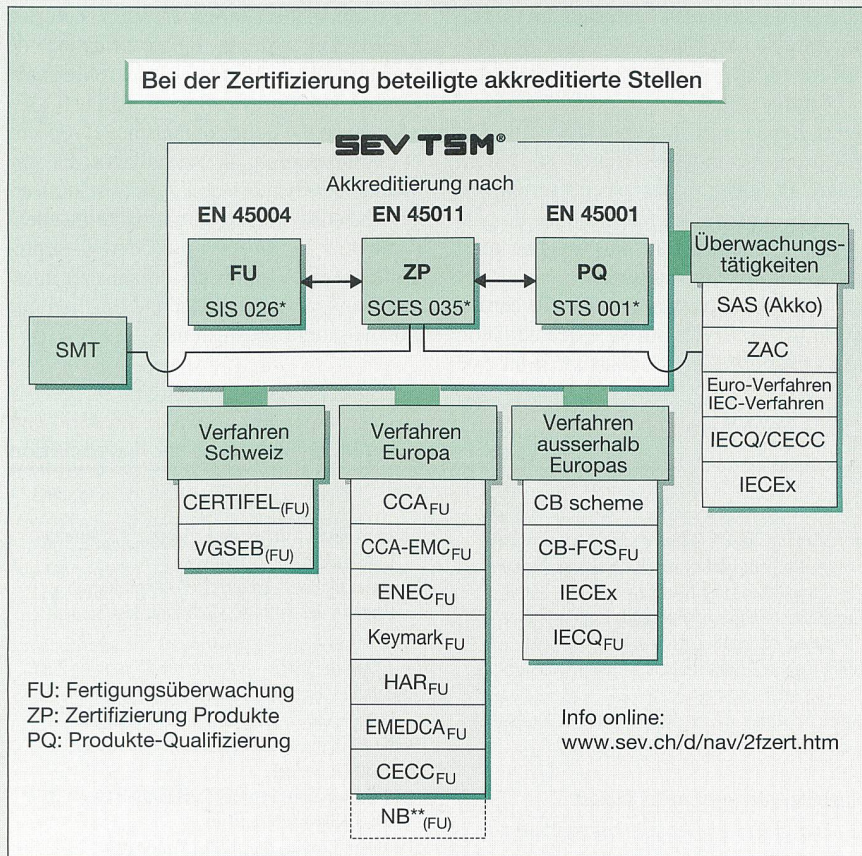 Bei der Zertifizierung beteiligte akkreditierte Stellen
SEV TSM®
Akkreditierung nach
EN 45004
EN 45011
EN 45001
FU
SIS 026*
ZP
SCES 035*
PQ
STS 001*
SMT
Überwachungs-
tätigkeiten
SAS (Akko)
ZAC
Euro-Verfahren
IEC-Verfahren
IECQ/CECC
IECEx
Verfahren
Schweiz
CERTIFEL(FU)
VGSEB(FU)
Verfahren
Europa
CCAFU
CCA-EMCFU
ENECFU
KeymarkFU
HARFU
EMEDCAFU
CECCFU
NB**(FU)
Verfahren
ausserhalb
Europas
CB scheme
CB-FCSFU
IECEx
IECQFU
FU: Fertigungsüberwachung
ZP: Zertifizierung Produkte
PQ: Produkte-Qualifizierung
Info online:
www.sev.ch/d/nav/2fzert.htm